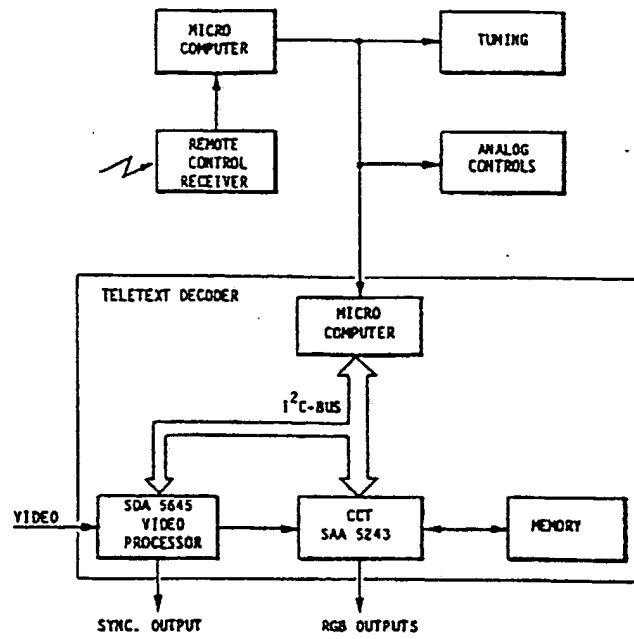 MICRO
COMPUTER
TUNING
REMOTE
CONTROL
RECEIVER
ANALOG
CONTROLS
TELETEXT DECODER
MICRO
COMPUTER
I²C-BUS
VIDEO
SDA 5645
VIDEO
PROCESSOR
CCT
SAA 5243
MEMORY
SYNC. OUTPUT
RGB OUTPUTS